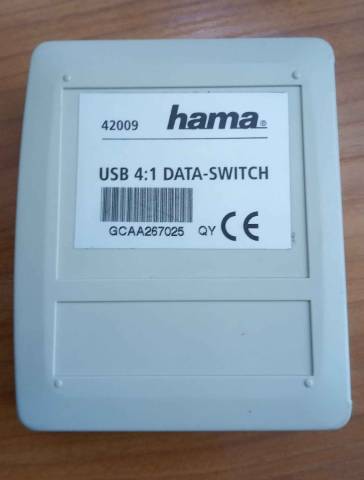 42009 hama®
USB 4:1 DATA-SWITCH
GCAA267025 QY CE